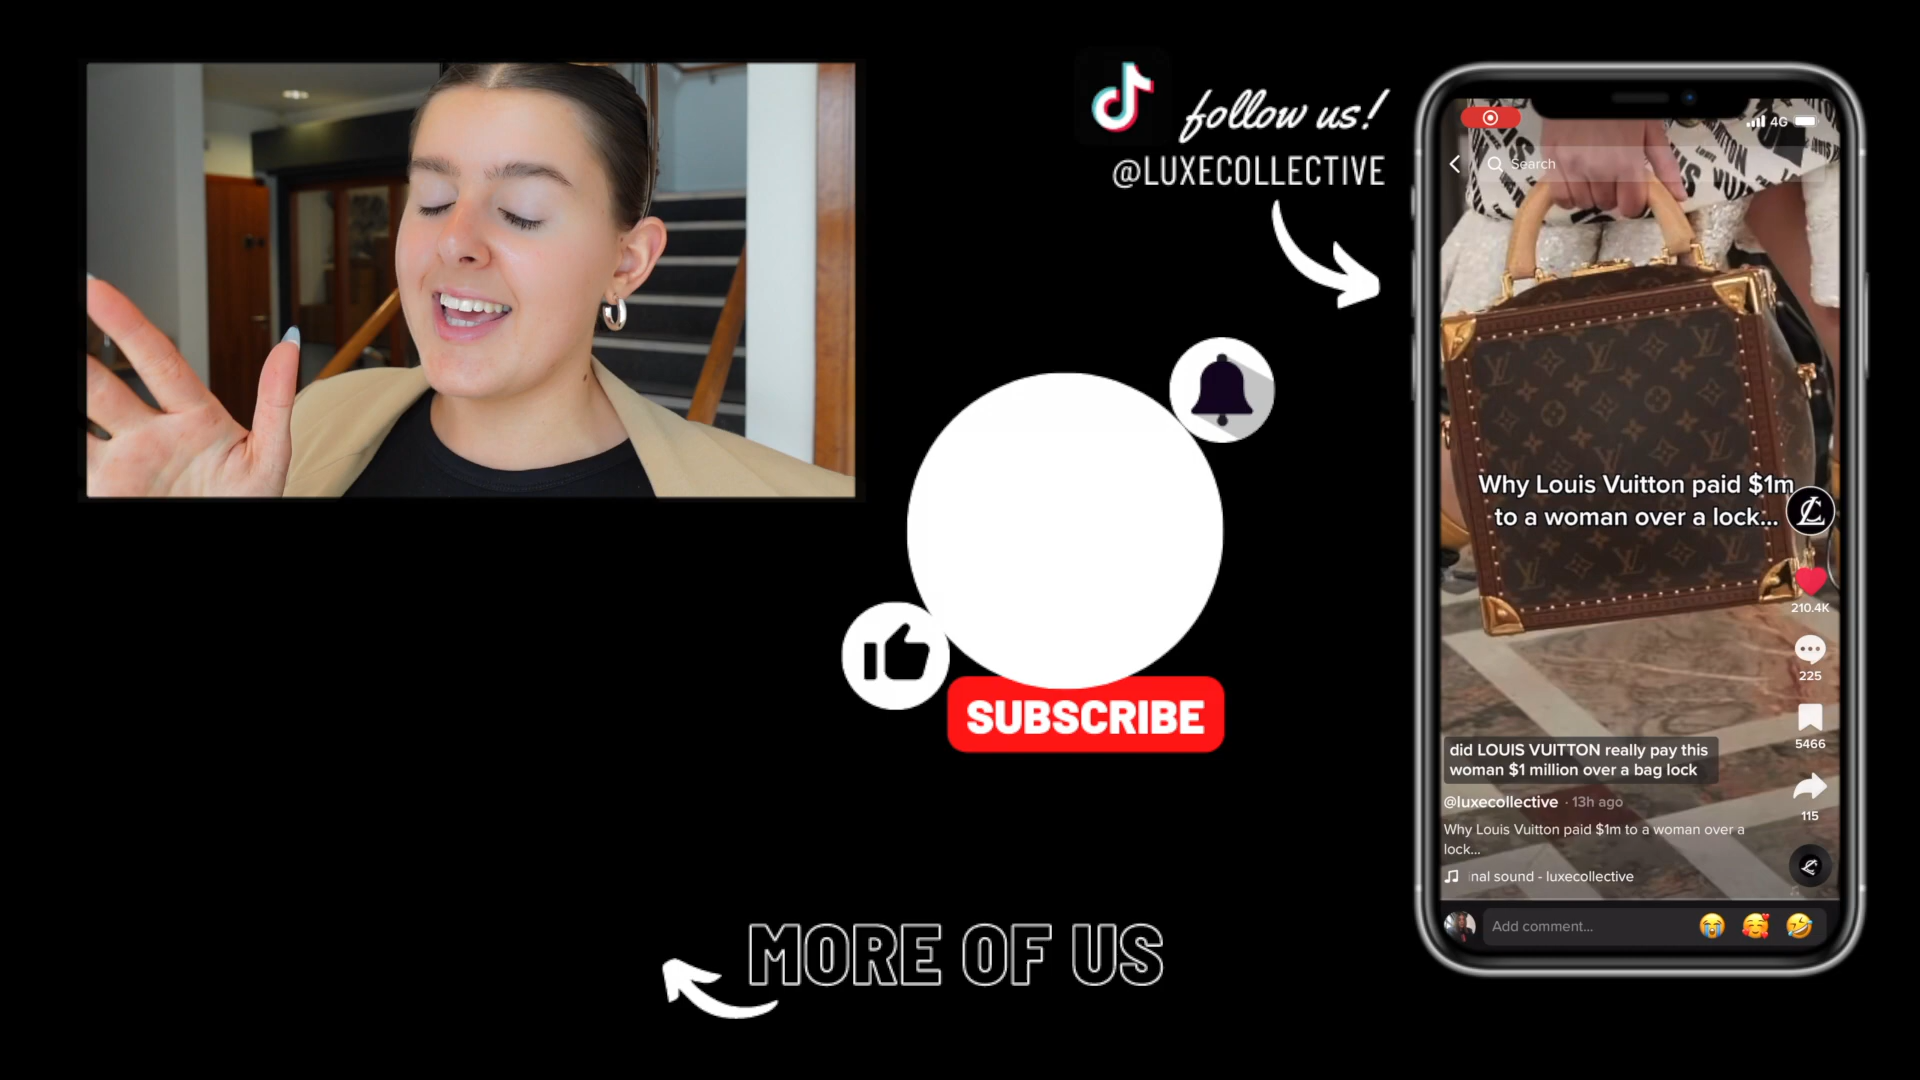 follow us!
@LUXECOLLECTIVE
4G
Search
Why Louis Vuitton paid $1m
to a woman over a lock...
210.4K
225
5466
115
did LOUIS VUITTON really pay this
woman $1 million over a bag lock
@luxecollective · 13h ago
Why Louis Vuitton paid $1m to a woman over a
lock...
nal sound - luxecollective
Add comment...
SUBSCRIBE
MORE OF US